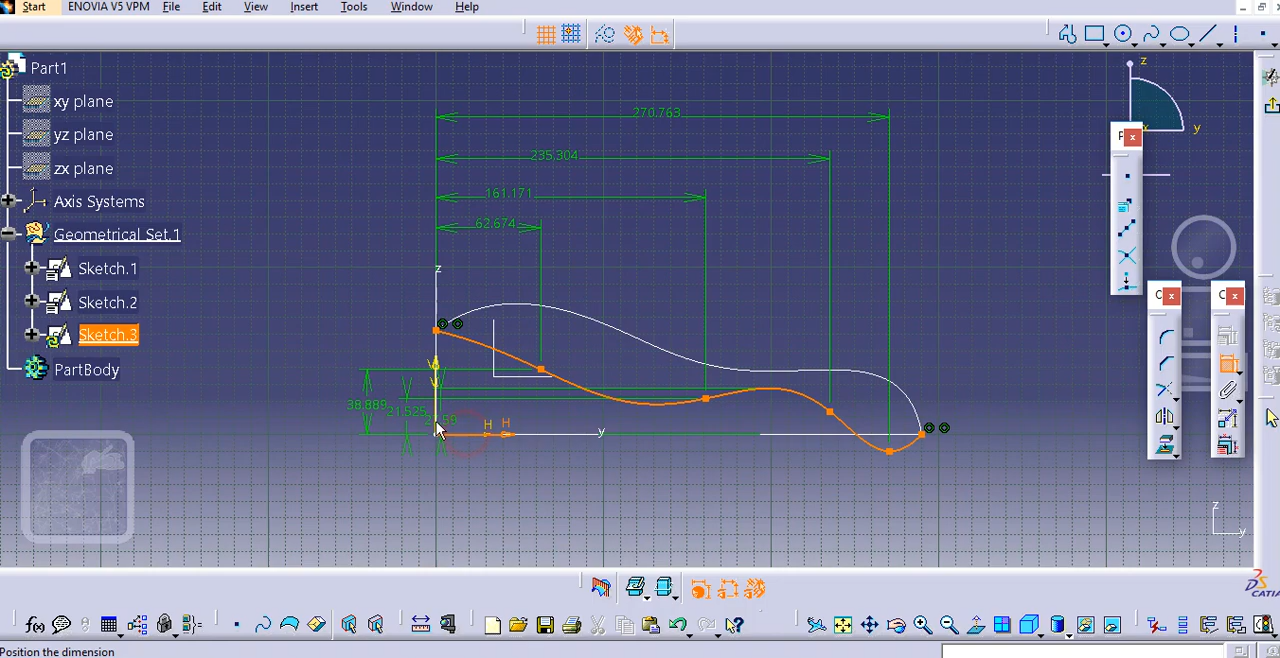 Start ENOVIA V5 VPM File Edit View Insert Tools Window Help
Part1
z
270.763
xy plane
y
yz plane
235.304
zx plane
161.171
Axis Systems
62.674
Geometrical Set.1
z
Sketch.1
C C
Sketch.2
Sketch.3
PartBody
38.889
21.525
H H
y
z
y
CATIA
f(x)
Position the dimension